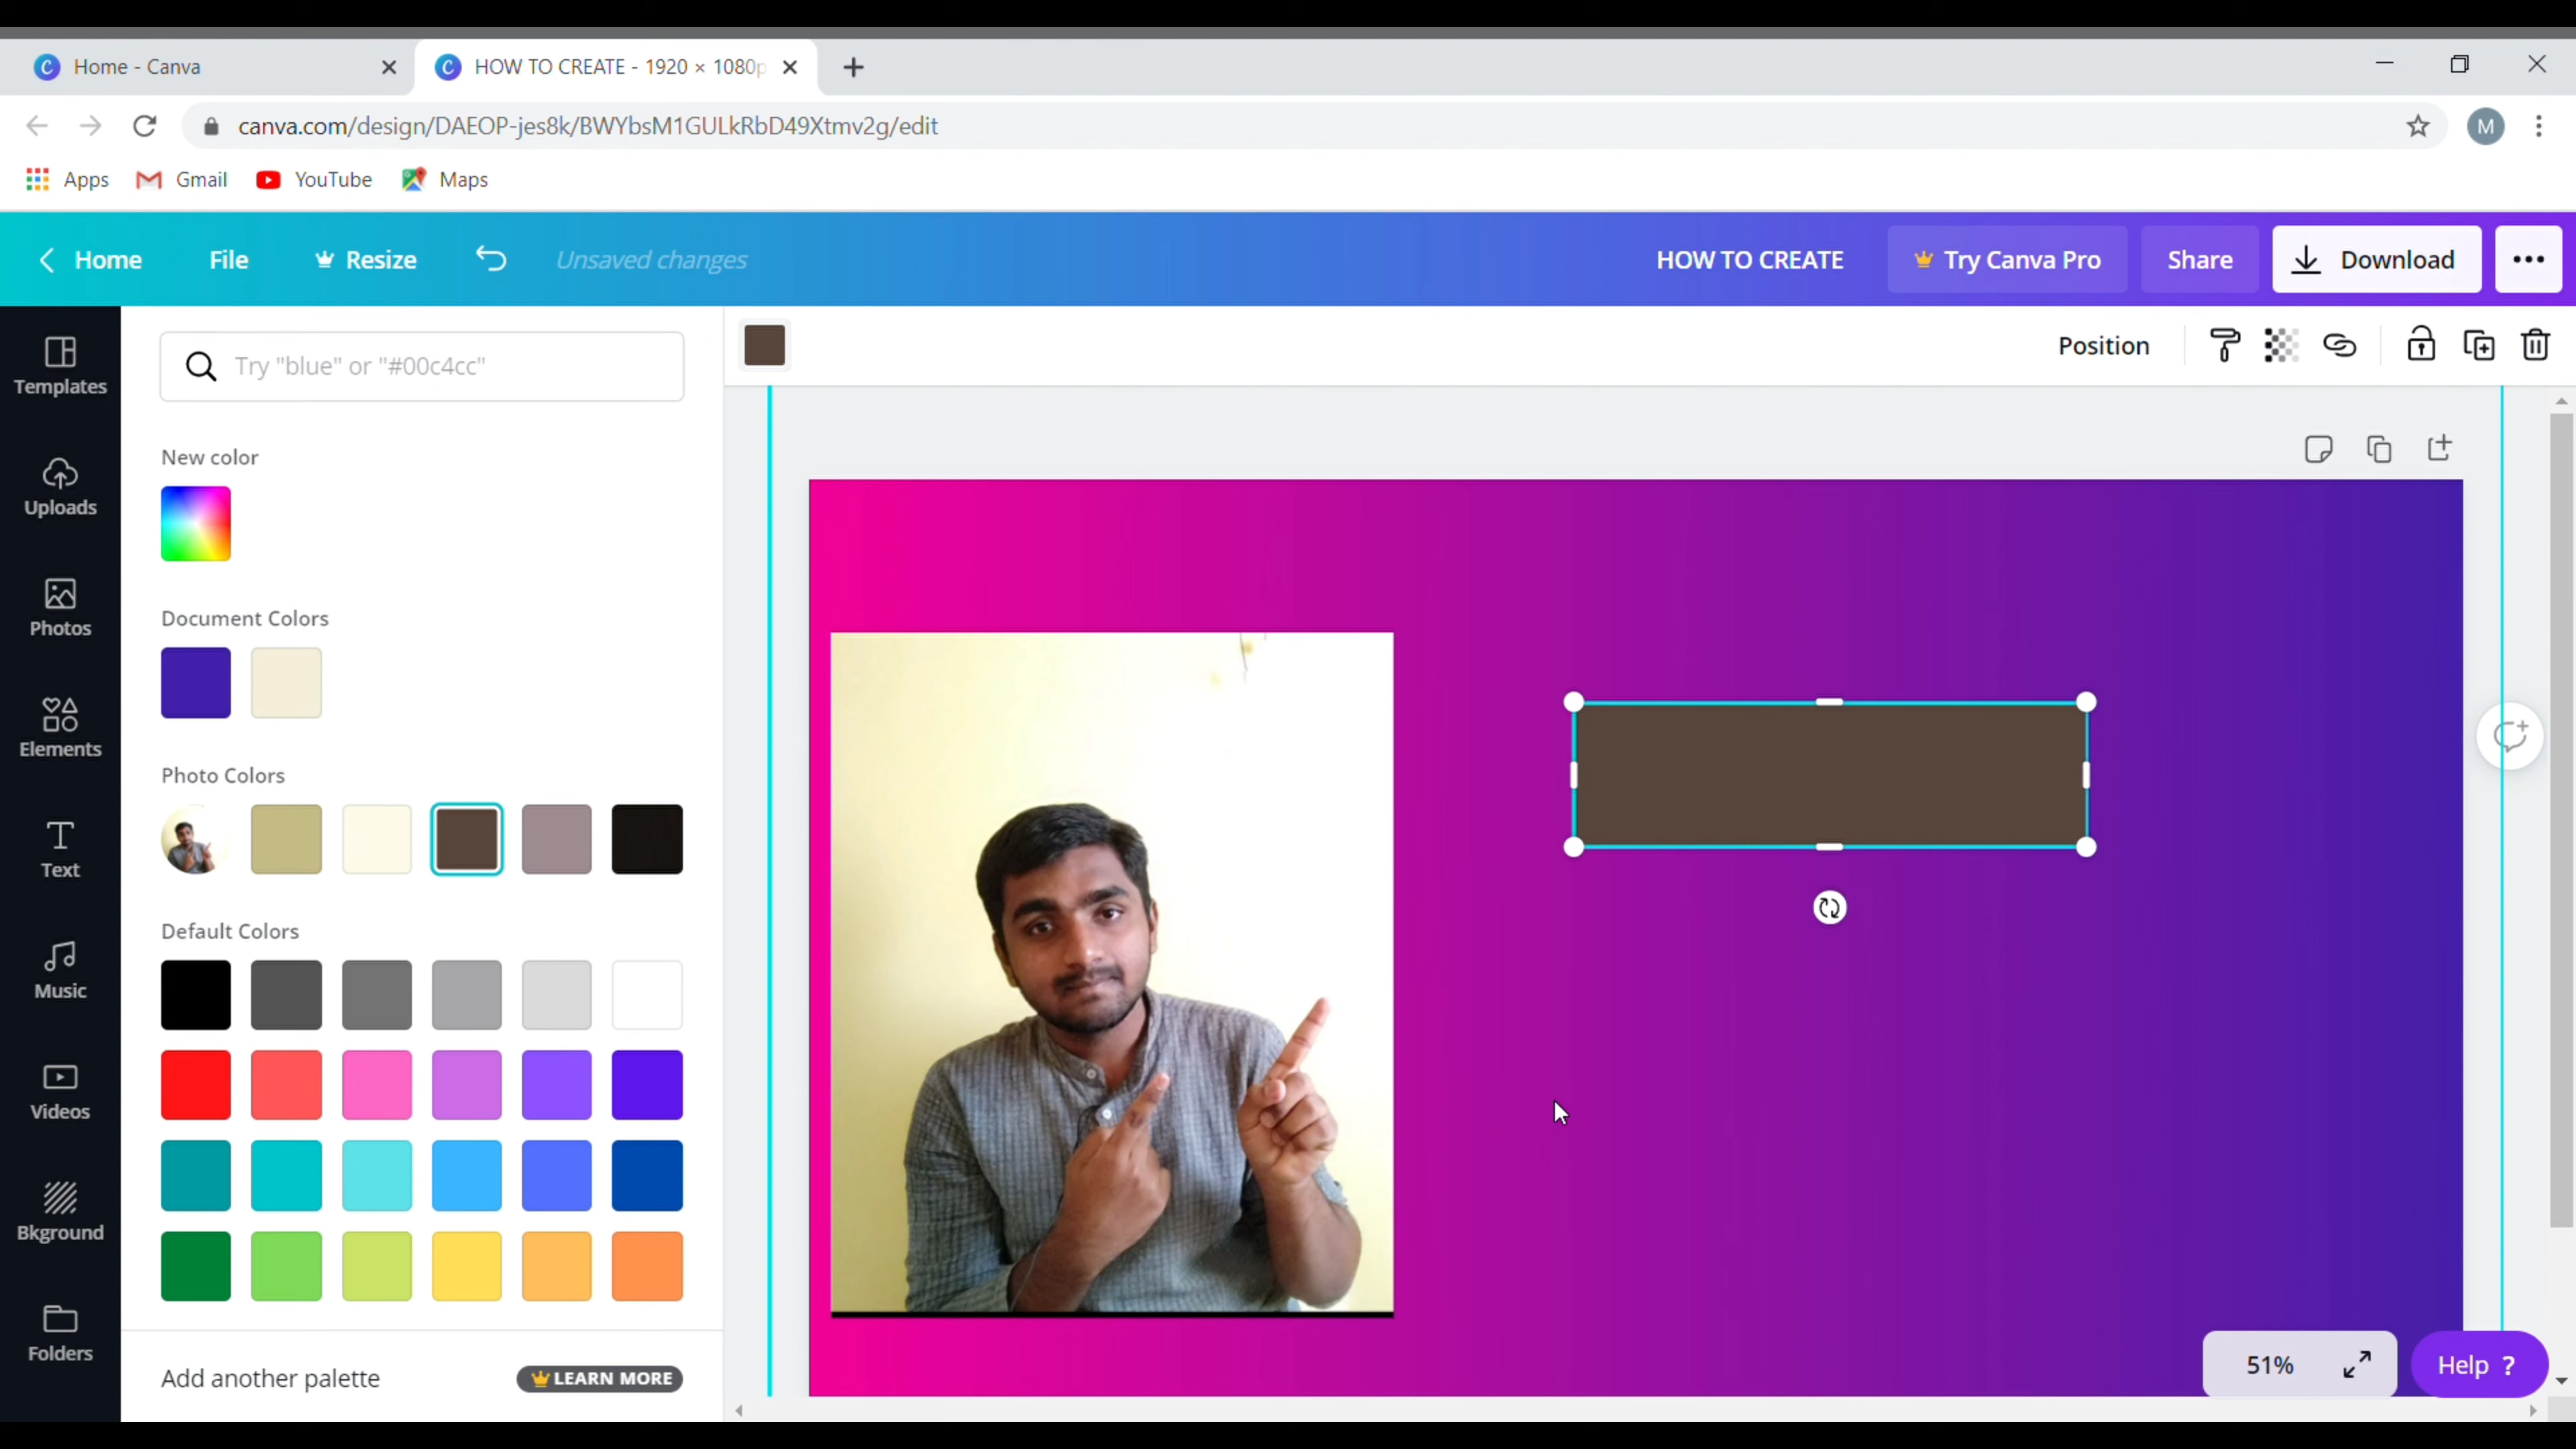 Home - Canva
HOW TO CREATE - 1920 × 1080p
canva.com/design/DAEOP-jes8k/BWYbsM1GULkRbD49Xtmv2g/edit
M
Apps
Gmail
YouTube
Maps
Home
File
Resize
Unsaved changes
HOW TO CREATE
Try Canva Pro
Share
Download
Templates
Uploads
Photos
Elements
Text
Music
Videos
Bkground
Folders
Try "blue" or "#00c4cc"
New color
Document Colors
Photo Colors
Default Colors
Add another palette
LEARN MORE
Position
51%
Help ?